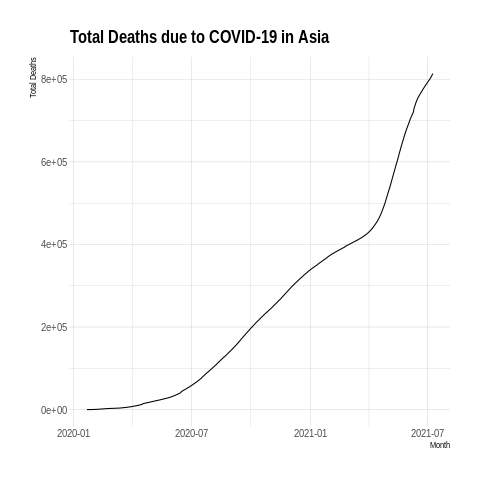 Total Deaths due to COVID-19 in Asia
Total Deaths
8e+05
6e+05
4e+05
2e+05
0e+00
2020-01
2020-07
2021-01
2021-07
Month